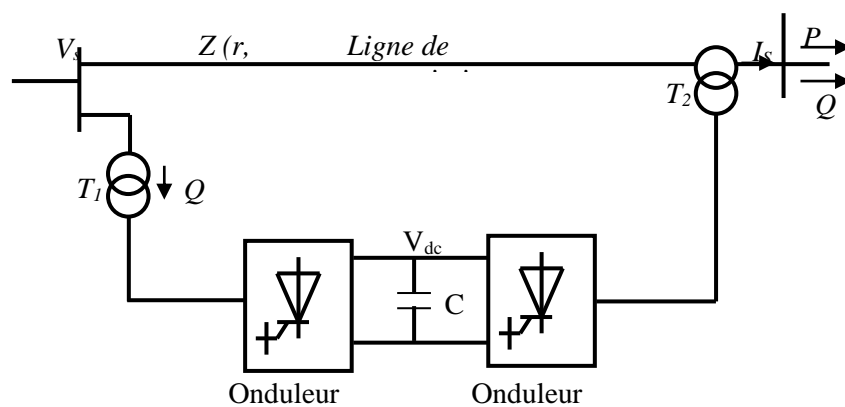 Vs
Z (r,
Ligne de
Is
P
T2
Q
T1
Q
Vdc
C
Onduleur
Onduleur